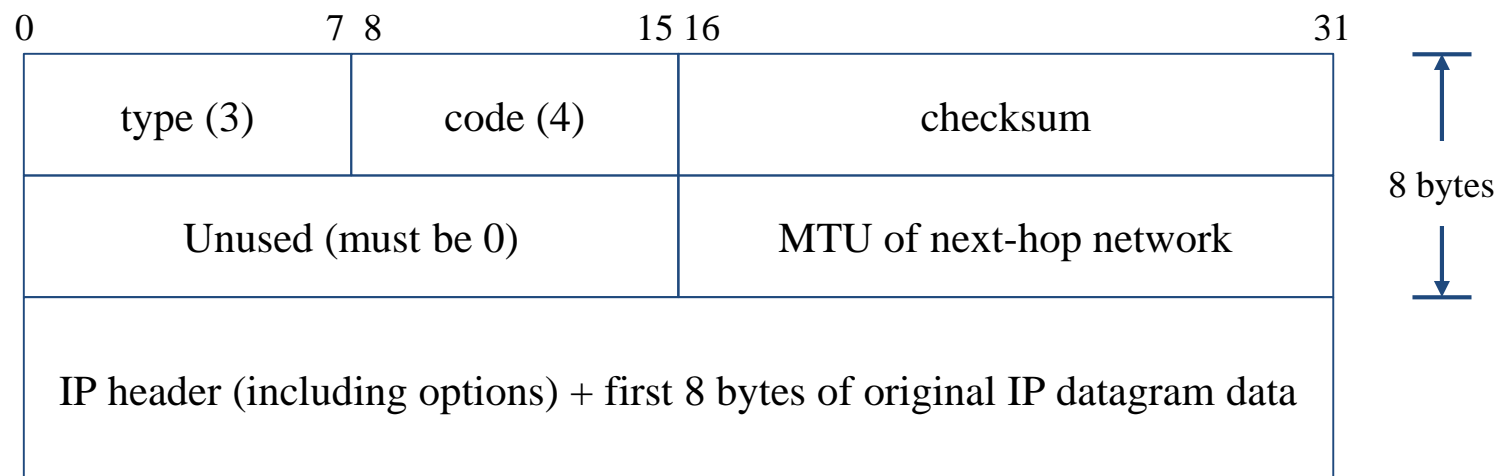 0 7 8 15 16 31
type (3) code (4) checksum
8 bytes
Unused (must be 0) MTU of next-hop network
IP header (including options) + first 8 bytes of original IP datagram data